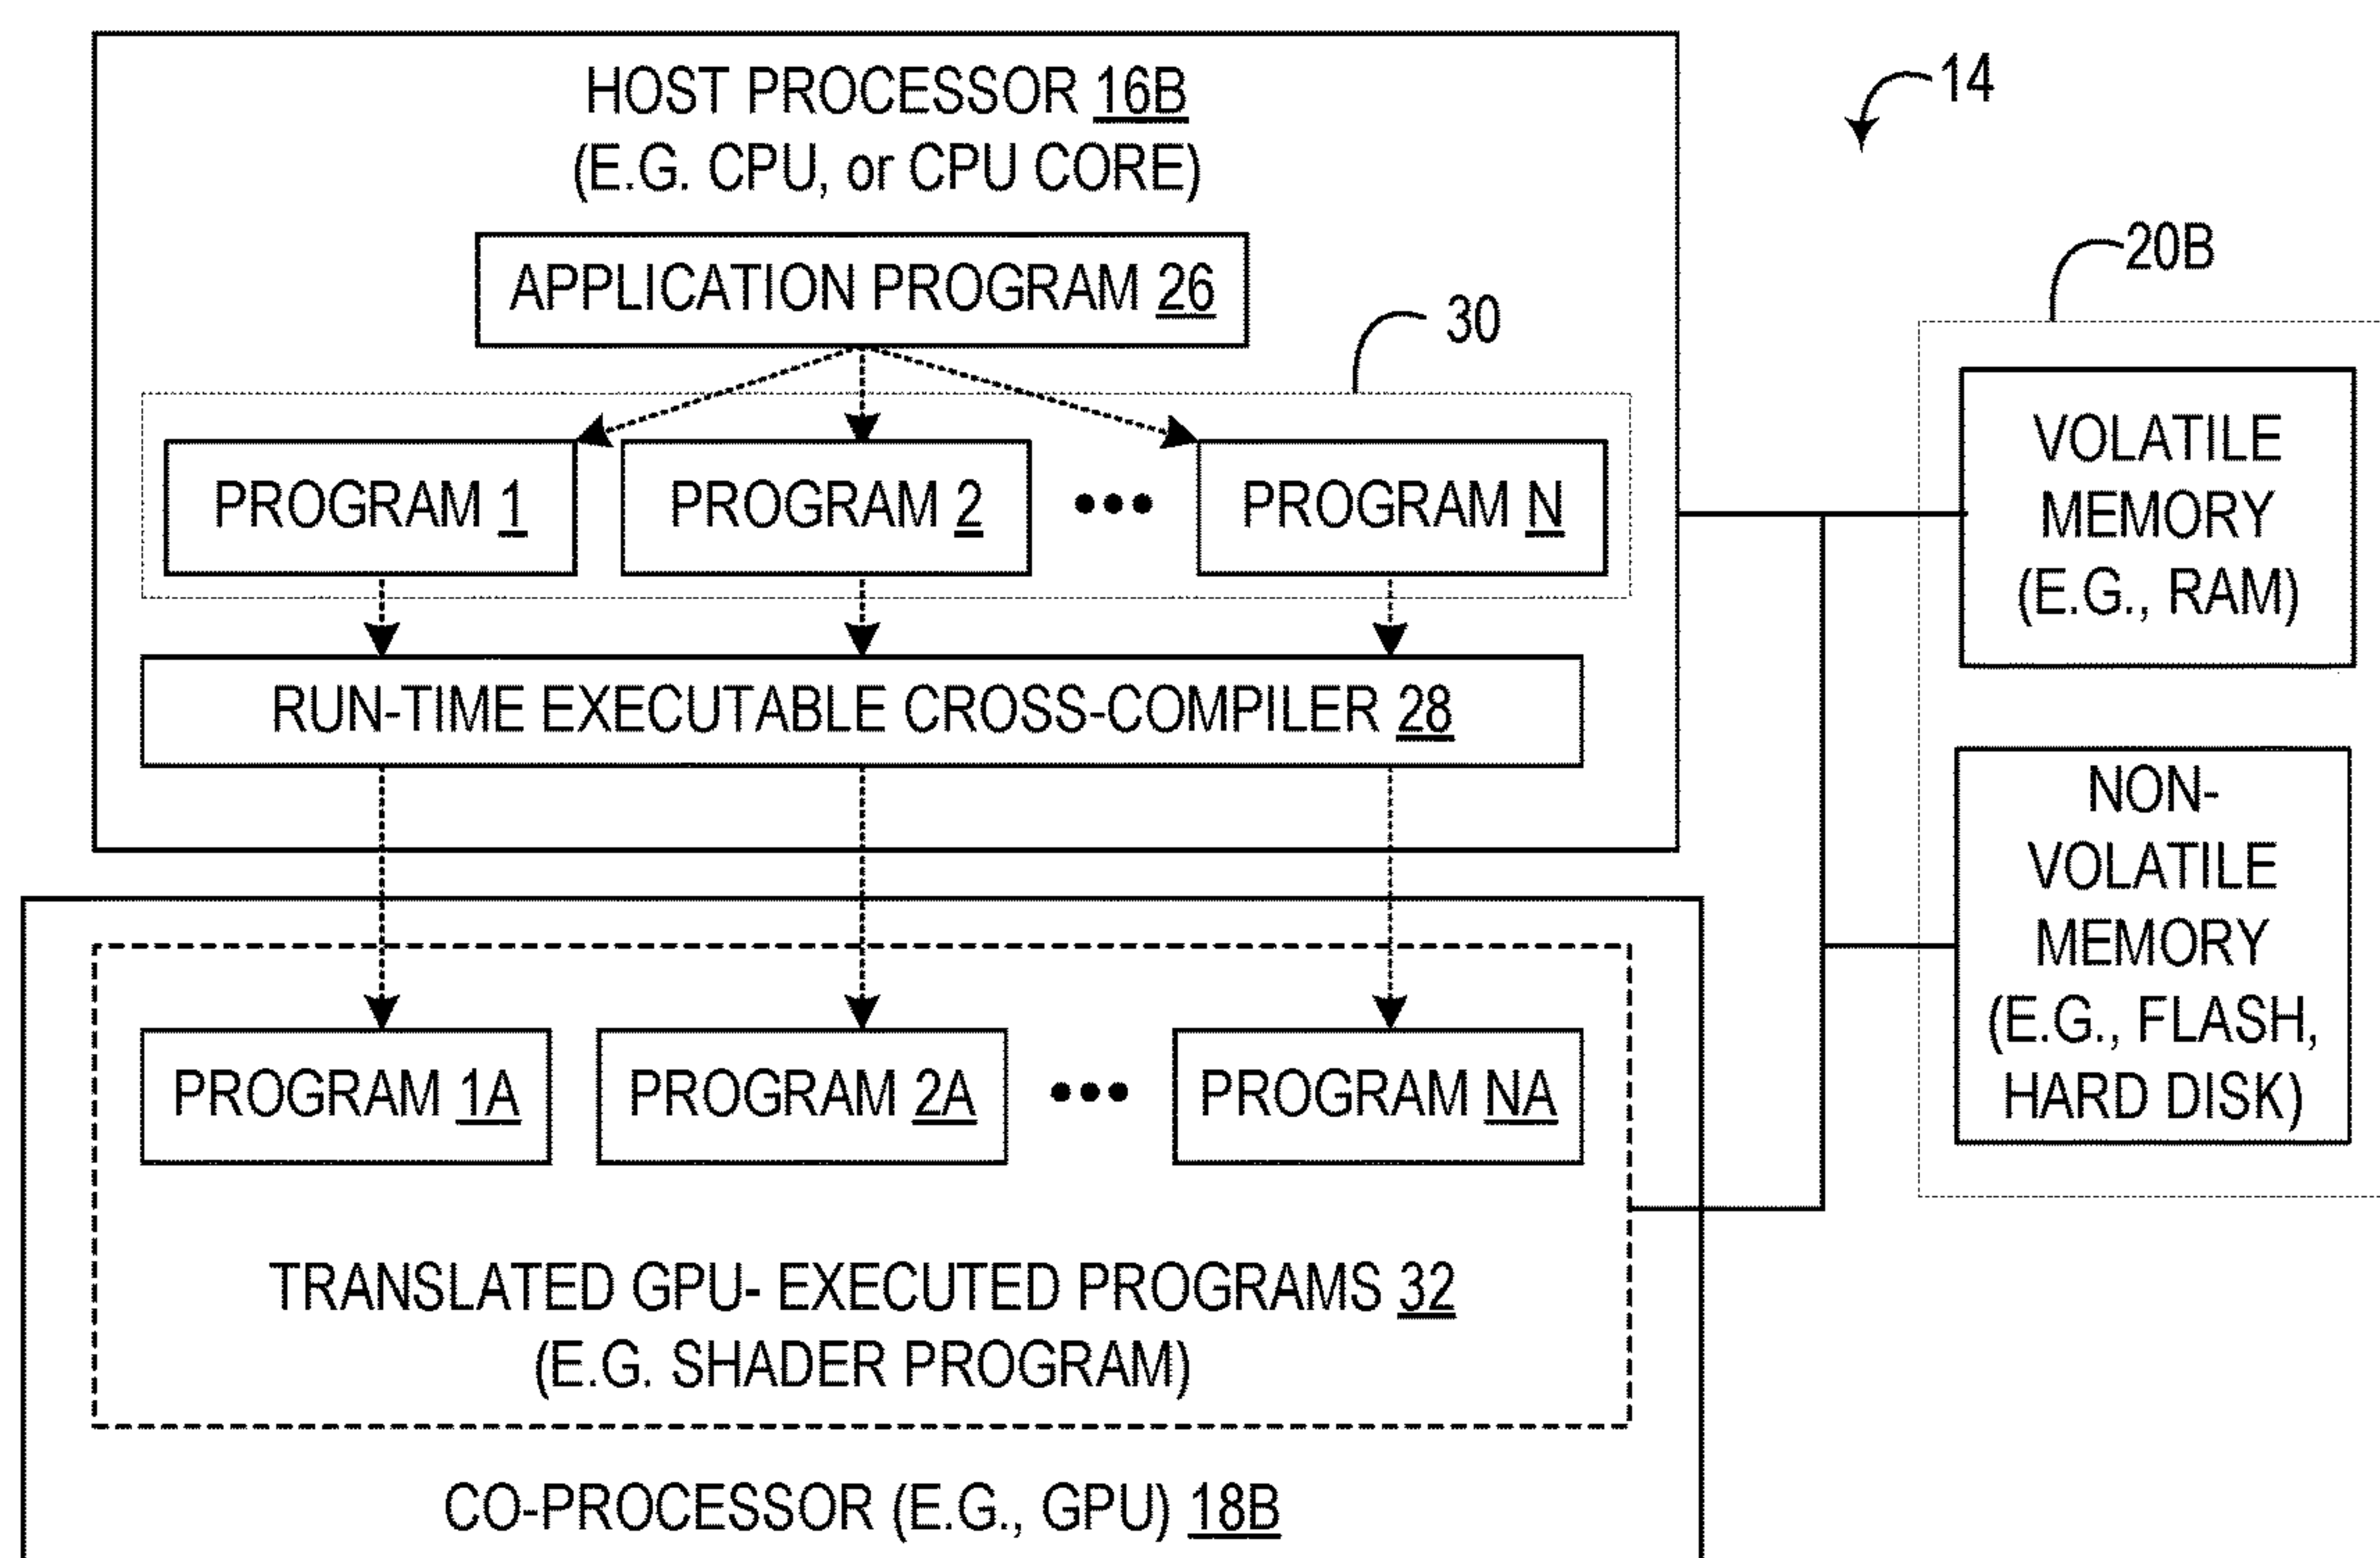 HOST PROCESSOR 16B
(E.G. CPU, or CPU CORE)
14
APPLICATION PROGRAM 26
20B
30
PROGRAM 1
PROGRAM 2
•••
PROGRAM N
VOLATILE
MEMORY
(E.G., RAM)
RUN-TIME EXECUTABLE CROSS-COMPILER 28
NON-
VOLATILE
MEMORY
(E.G., FLASH,
HARD DISK)
PROGRAM 1A
PROGRAM 2A
•••
PROGRAM NA
TRANSLATED GPU- EXECUTED PROGRAMS 32
(E.G. SHADER PROGRAM)
CO-PROCESSOR (E.G., GPU) 18B